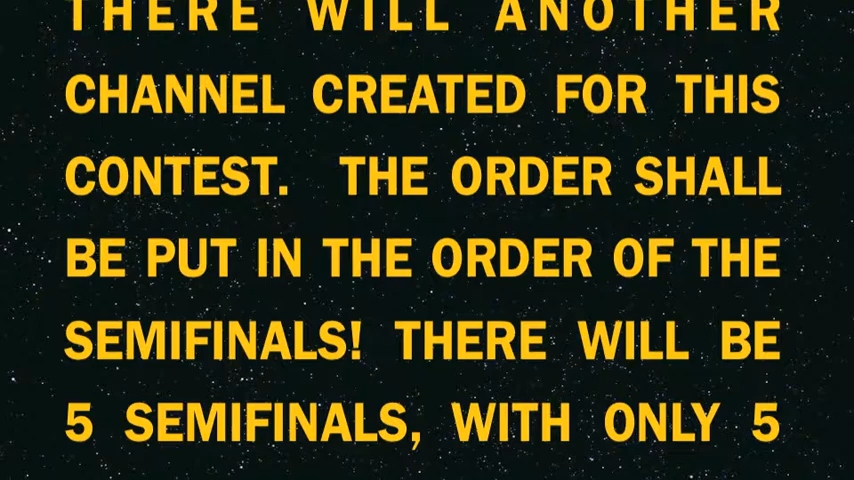 THERE WILL ANOTHER
CHANNEL CREATED FOR THIS
CONTEST. THE ORDER SHALL
BE PUT IN THE ORDER OF THE
SEMIFINALS! THERE WILL BE
5 SEMIFINALS, WITH ONLY 5